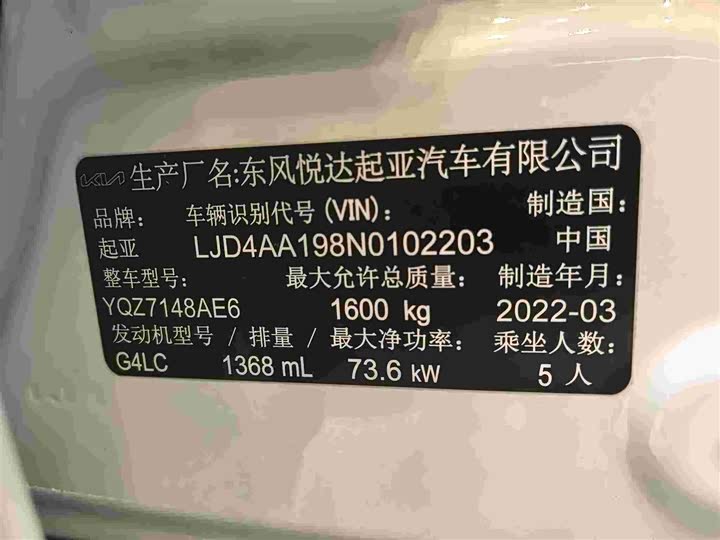 KIA 生产厂名:东风悦达起亚汽车有限公司
品牌: 车辆识别代号(VIN): 制造国:
起亚 LJD4AA198N0102203 中国
整车型号: 最大允许总质量: 制造年月:
YQZ7148AE6 1600 kg 2022-03
发动机型号 / 排量 / 最大净功率: 乘坐人数:
G4LC 1368 mL 73.6 kW 5 人